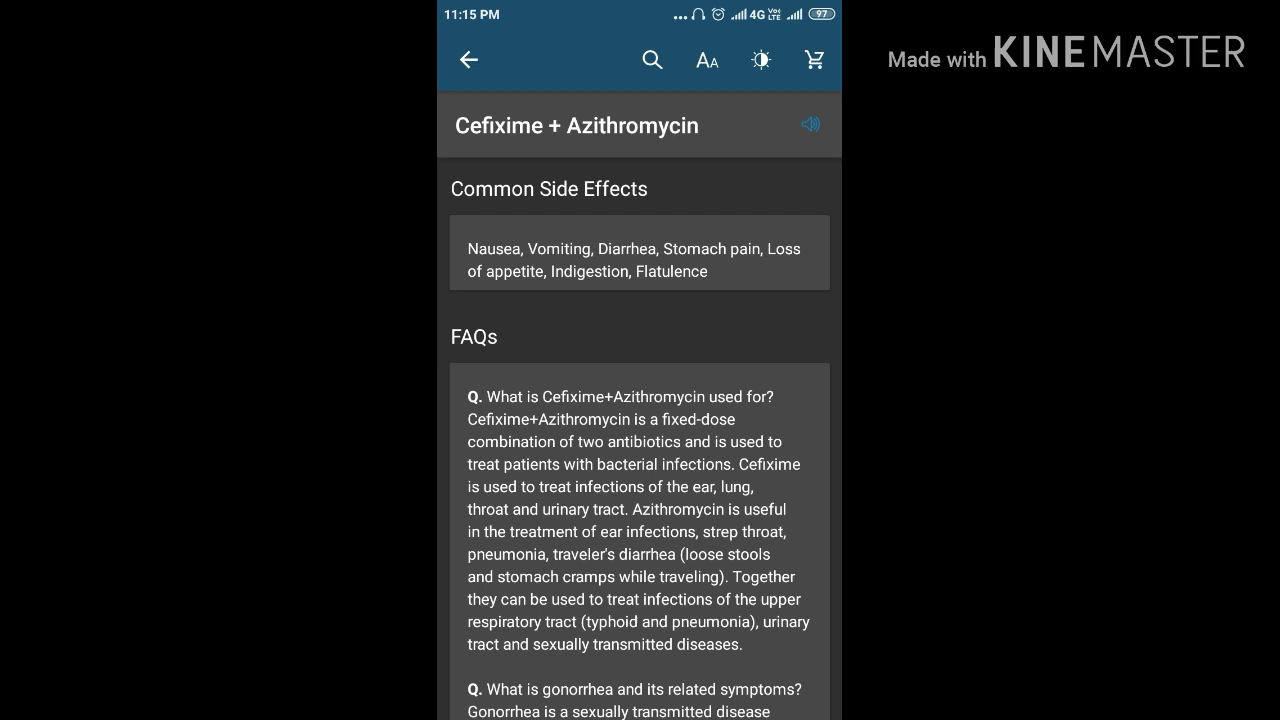 11:15 PM
4G VoLTE 97
Made with KINEMASTER
AA
Cefixime + Azithromycin
Common Side Effects
Nausea, Vomiting, Diarrhea, Stomach pain, Loss
of appetite, Indigestion, Flatulence
FAQs
Q. What is Cefixime+Azithromycin used for?
Cefixime+Azithromycin is a fixed-dose
combination of two antibiotics and is used to
treat patients with bacterial infections. Cefixime
is used to treat infections of the ear, lung,
throat and urinary tract. Azithromycin is useful
in the treatment of ear infections, strep throat,
pneumonia, traveler's diarrhea (loose stools
and stomach cramps while traveling). Together
they can be used to treat infections of the upper
respiratory tract (typhoid and pneumonia), urinary
tract and sexually transmitted diseases.
Q. What is gonorrhea and its related symptoms?
Gonorrhea is a sexually transmitted disease